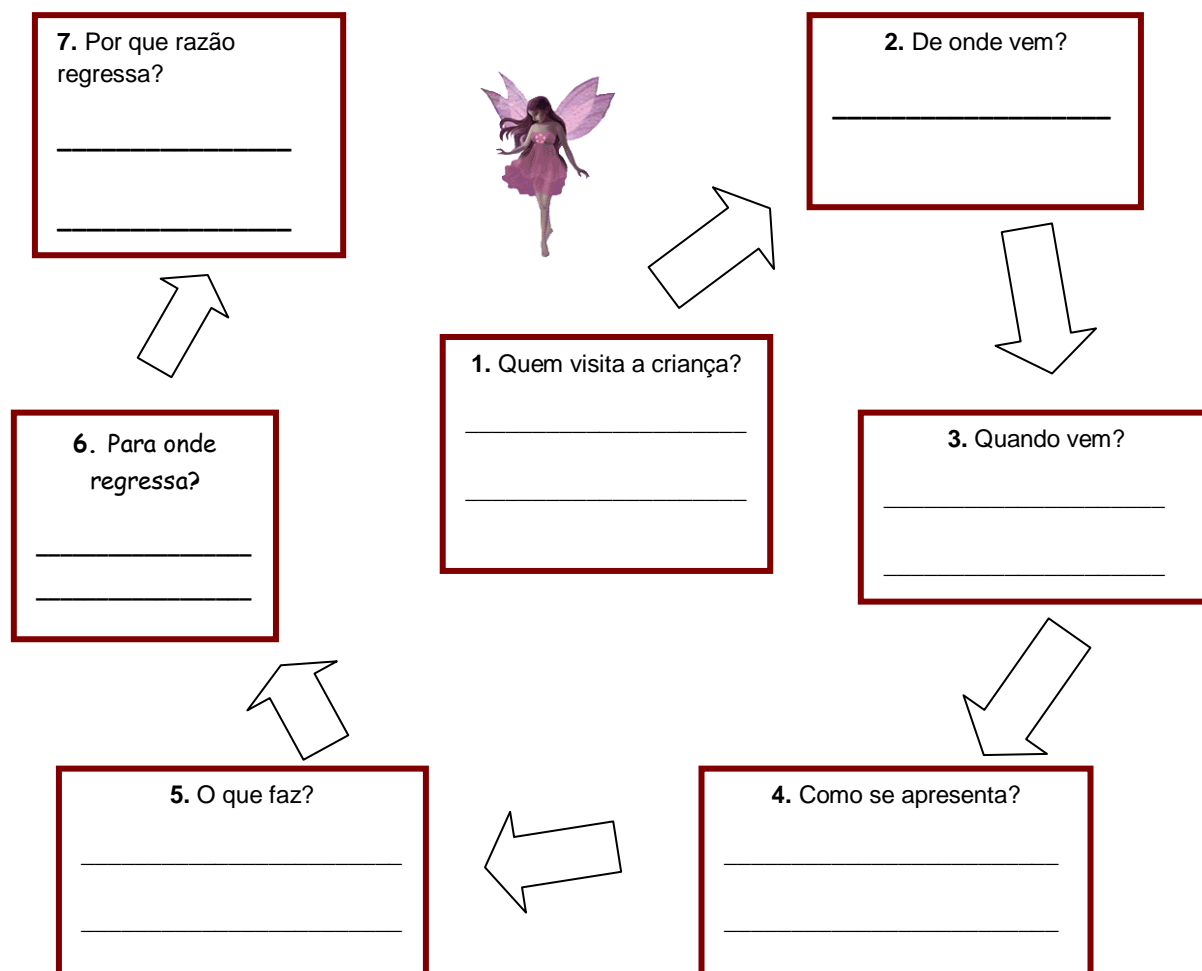 7. Por que razão
regressa?
2. De onde vem?
1. Quem visita a criança?
3. Quando vem?
6. Para onde
regressa?
5. O que faz?
4. Como se apresenta?